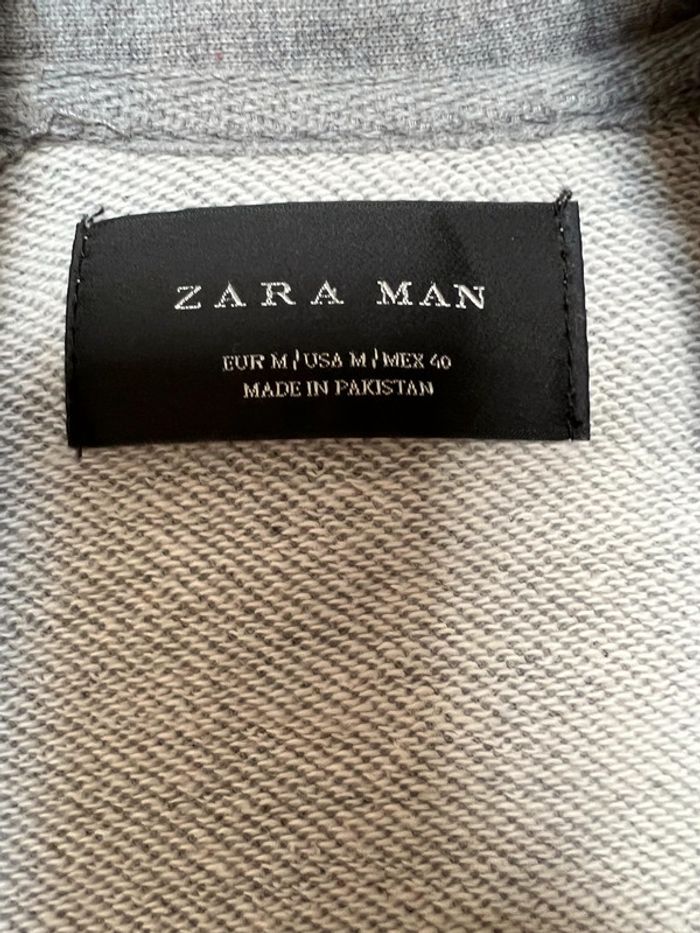 ZARA MAN
EUR M / USA M / MEX 40
MADE IN PAKISTAN